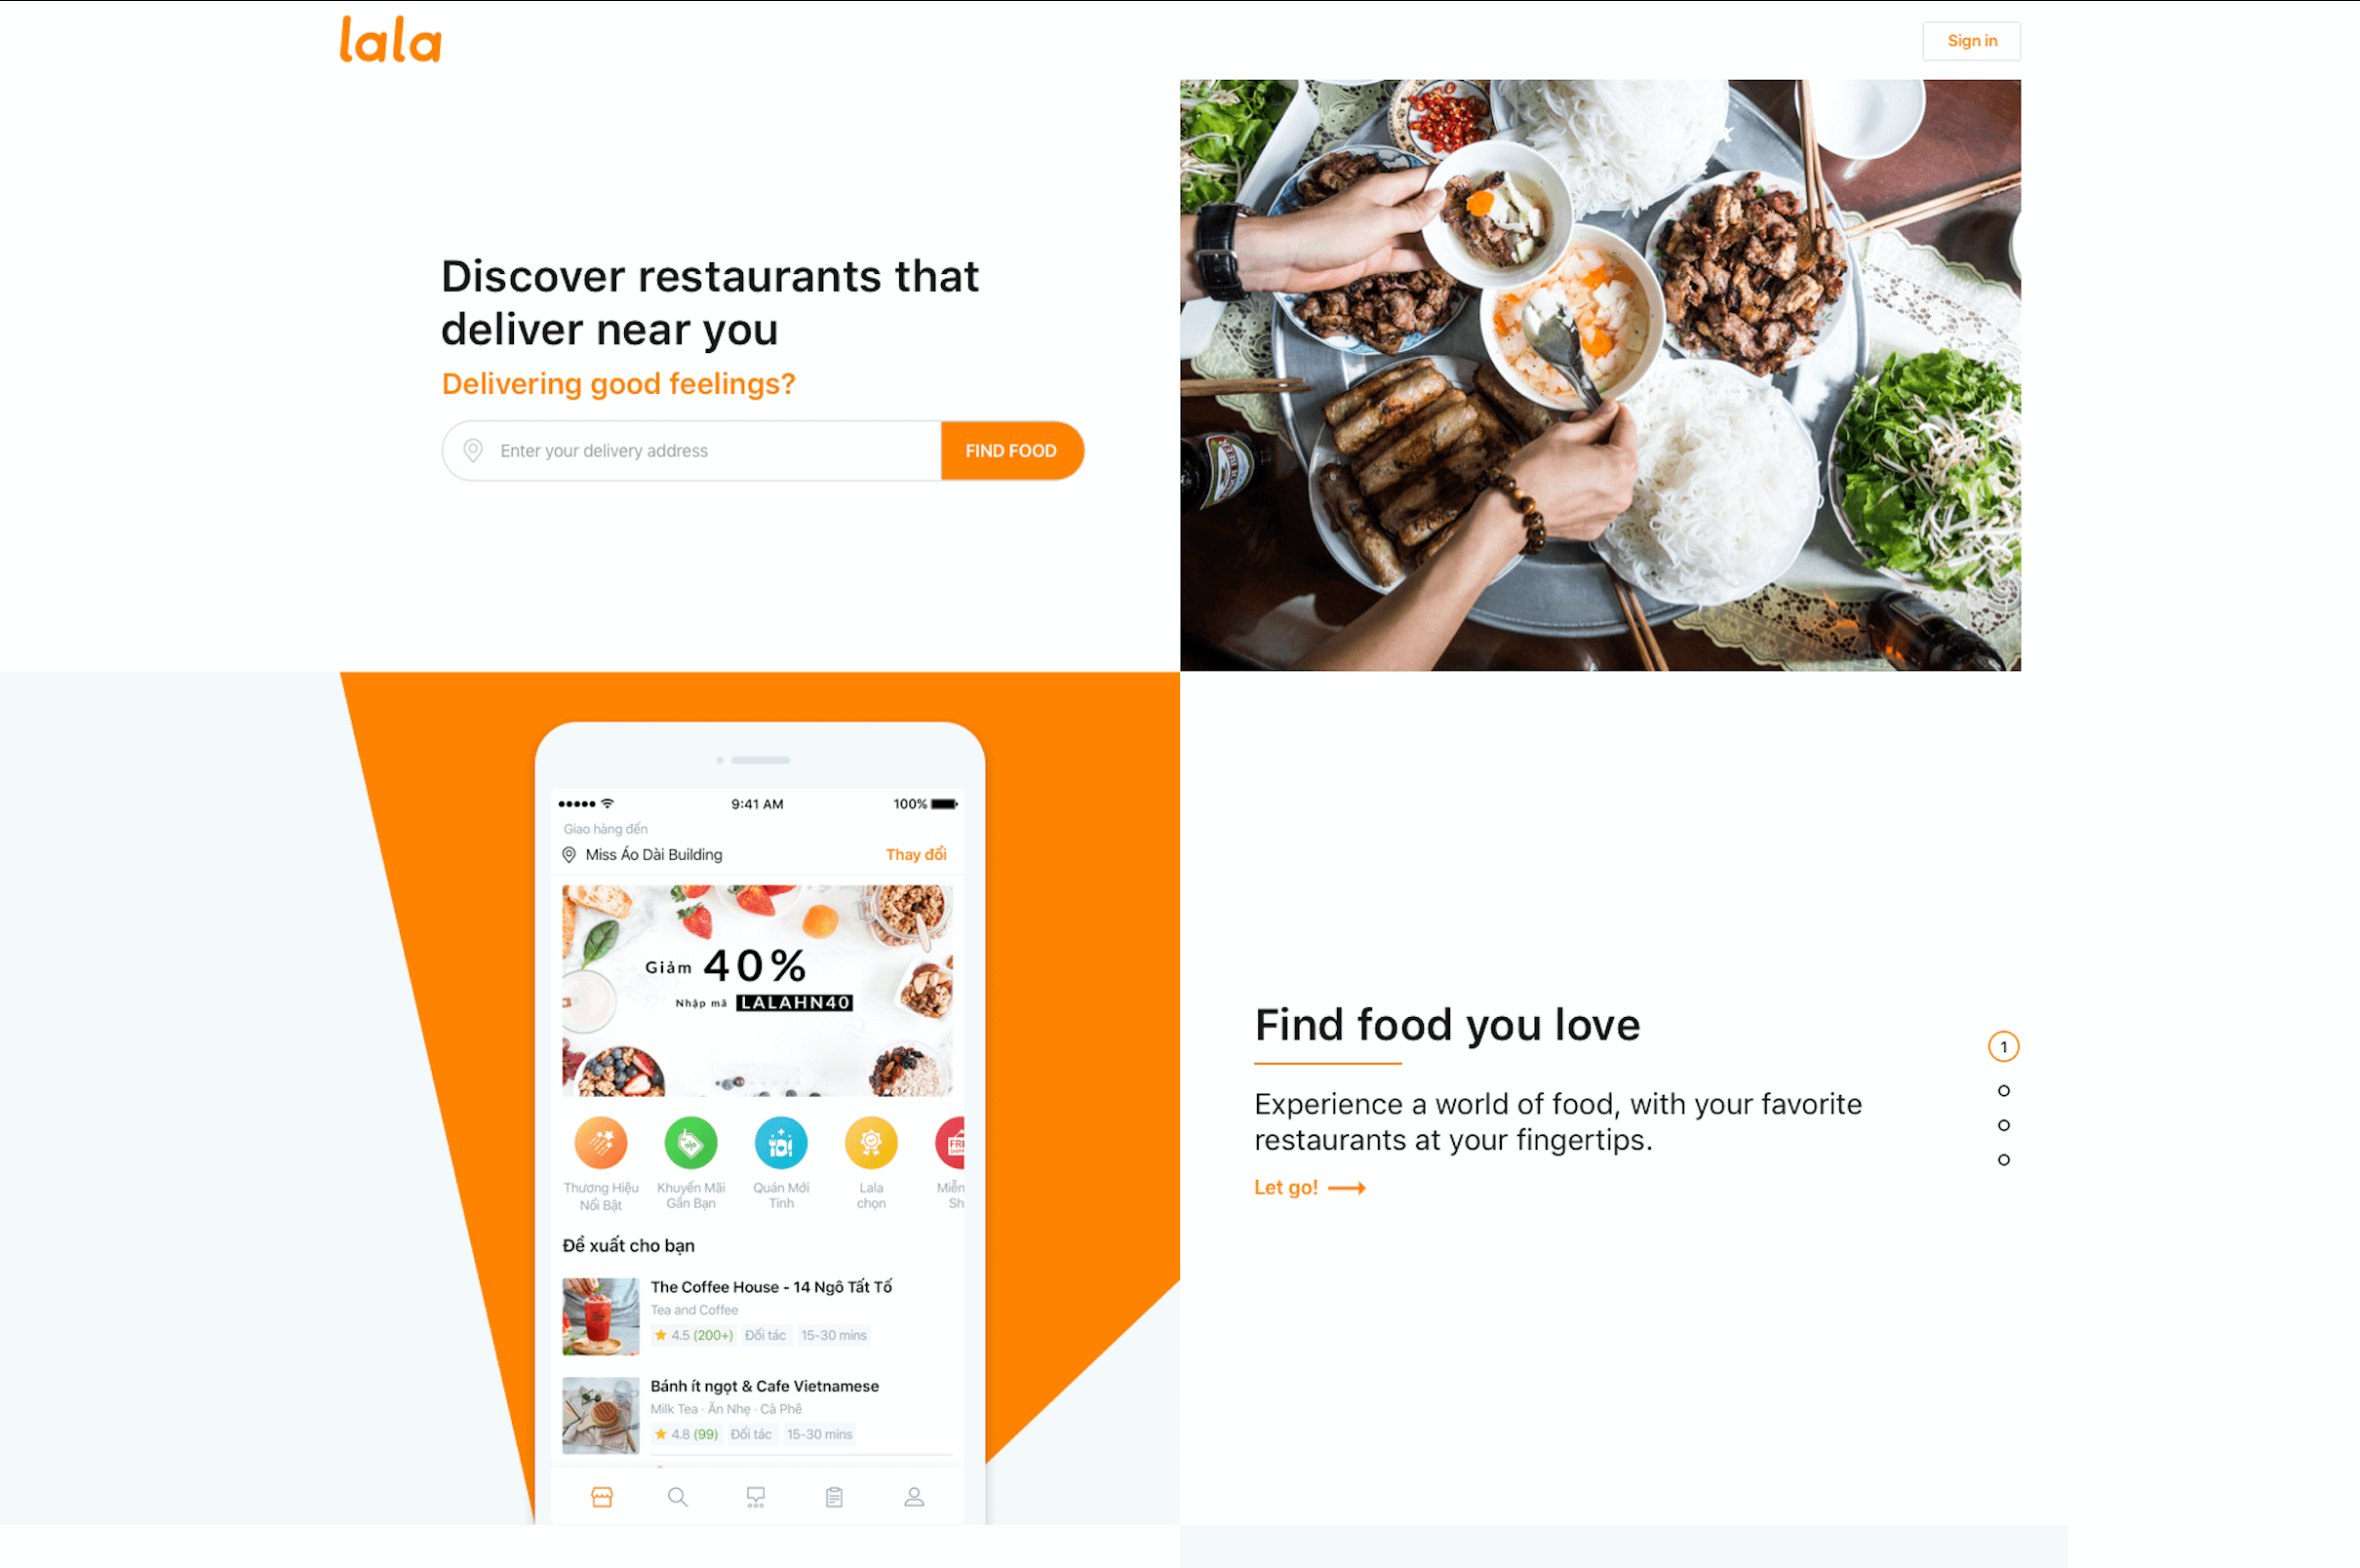 lala
Sign in
Discover restaurants that
deliver near you
Delivering good feelings?
Enter your delivery address
FIND FOOD
9:41 AM
100%
Giao hàng đến
Miss Áo Dài Building
Thay đổi
Giảm 40%
Nhập mã LALAHN40
Thương Hiệu
Nổi Bật
Khuyến Mãi
Gần Bạn
Quán Mới
Tinh
Lala
chọn
Miễn
Sh
Đề xuất cho bạn
The Coffee House - 14 Ngô Tất Tố
Tea and Coffee
4.5 (200+) Đối tác 15-30 mins
Bánh ít ngọt & Cafe Vietnamese
Milk Tea · Ăn Nhẹ · Cà Phê
4.8 (99) Đối tác 15-30 mins
Find food you love
Experience a world of food, with your favorite
restaurants at your fingertips.
Let go!
1